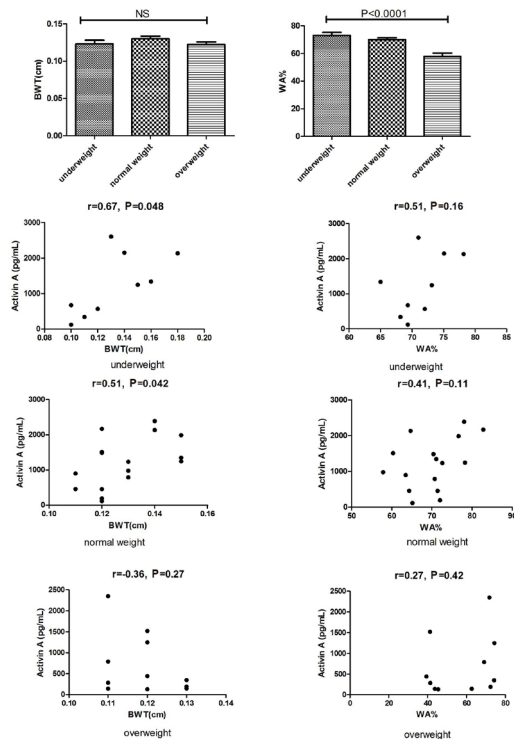 NS
0.15
0.10
0.05
0.00
BWT(cm)
underweight
normal weight
overweight
P<0.0001
80
60
40
20
0
WA%
underweight
normal weight
overweight
r=0.67, P=0.048
3000
2000
1000
0
Activin A (pg/mL)
0.08 0.10 0.12 0.14 0.16 0.18 0.20
BWT(cm)
underweight
r=0.51, P=0.16
3000
2000
1000
0
Activin A (pg/mL)
60 65 70 75 80 85
WA%
underweight
r=0.51, P=0.042
3000
2000
1000
0
Activin A (pg/mL)
0.10 0.12 0.14 0.16
BWT(cm)
normal weight
r=0.41, P=0.11
3000
2000
1000
0
Activin A (pg/mL)
50 60 70 80 90
WA%
normal weight
r=-0.36, P=0.27
2500
2000
1500
1000
500
0
Activin A (pg/mL)
0.10 0.11 0.12 0.13 0.14
BWT(cm)
overweight
r=0.27, P=0.42
2500
2000
1500
1000
500
0
Activin A (pg/mL)
0 20 40 60 80
WA%
overweight